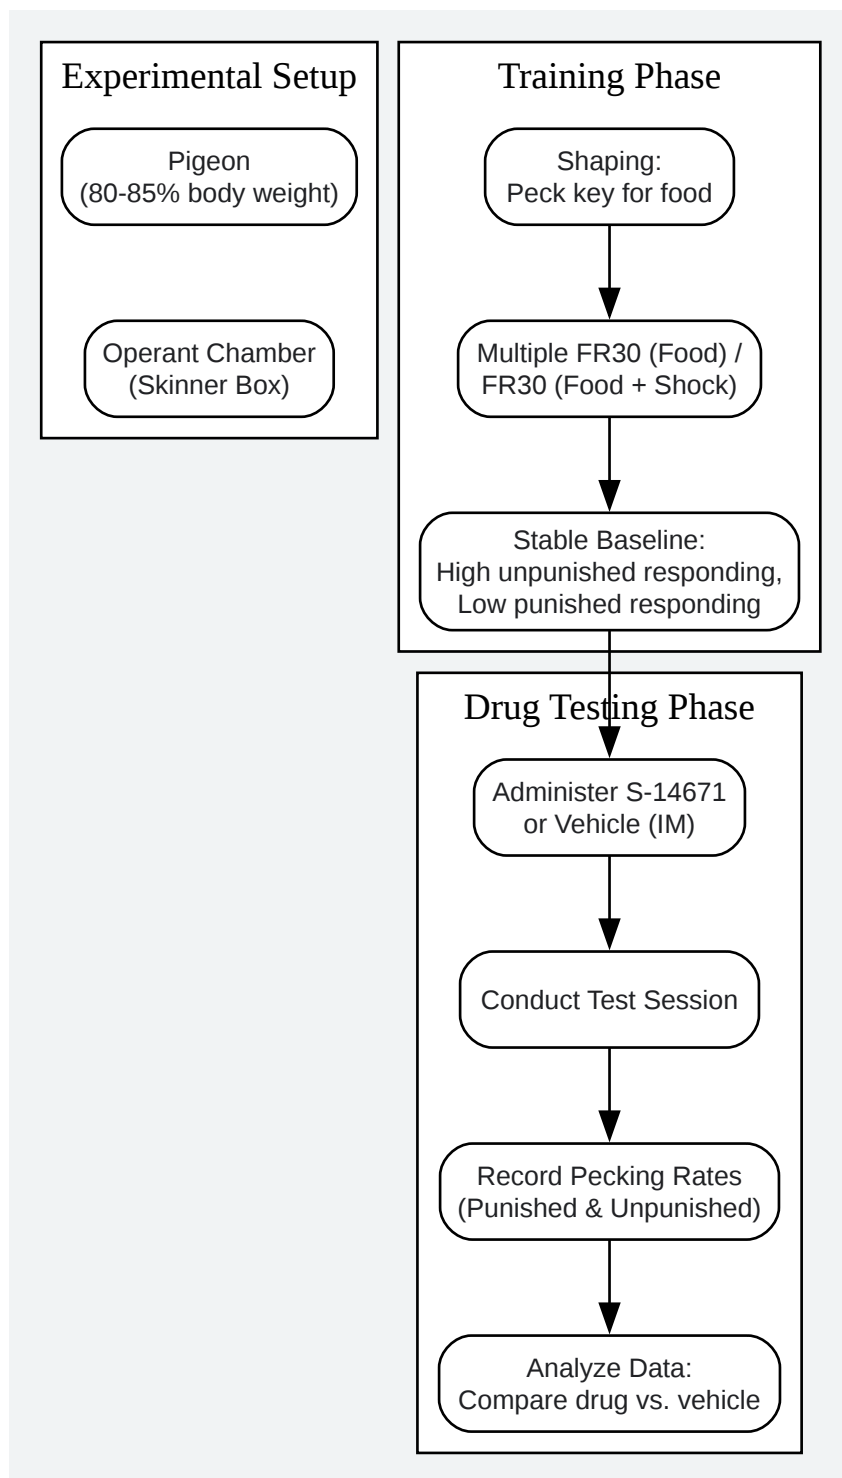 Experimental Setup
Pigeon
(80-85% body weight)
Operant Chamber
(Skinner Box)
Training Phase
Shaping:
Peck key for food
Multiple FR30 (Food) /
FR30 (Food + Shock)
Stable Baseline:
High unpunished responding,
Low punished responding
Drug Testing Phase
Administer S-14671
or Vehicle (IM)
Conduct Test Session
Record Pecking Rates
(Punished & Unpunished)
Analyze Data:
Compare drug vs. vehicle